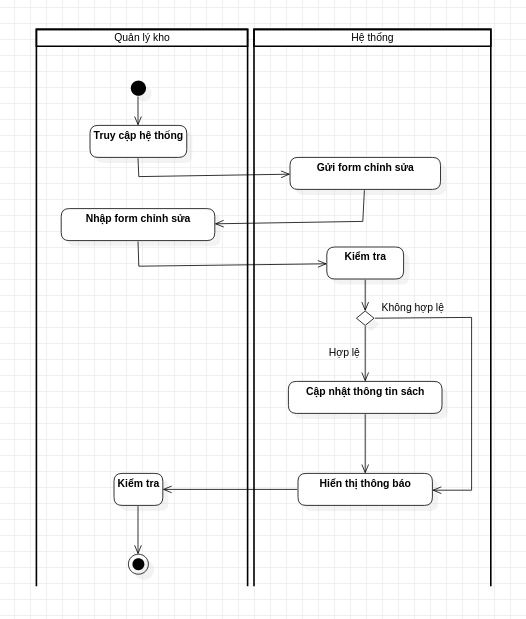 Quản lý kho
Hệ thống
Truy cập hệ thống
Gửi form chỉnh sửa
Nhập form chỉnh sửa
Kiểm tra
Không hợp lệ
Hợp lệ
Cập nhật thông tin sách
Kiểm tra
Hiển thị thông báo